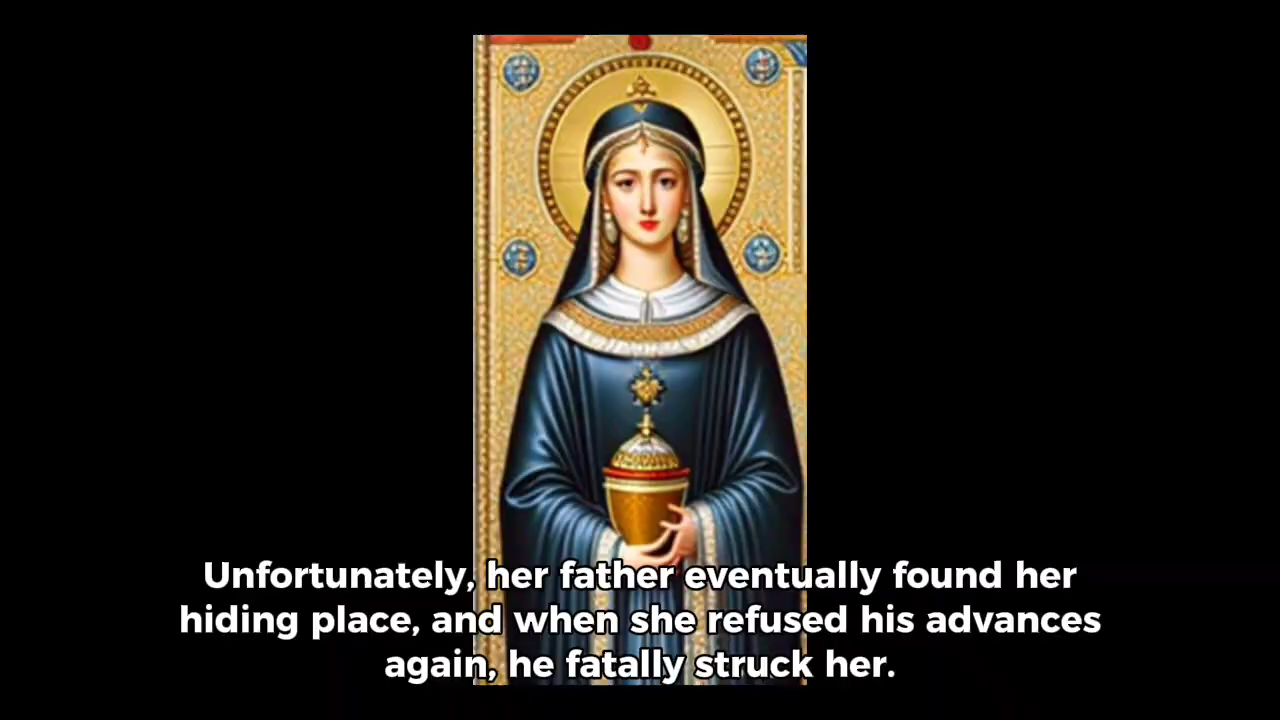 Unfortunately, her father eventually found her
hiding place, and when she refused his advances
again, he fatally struck her.